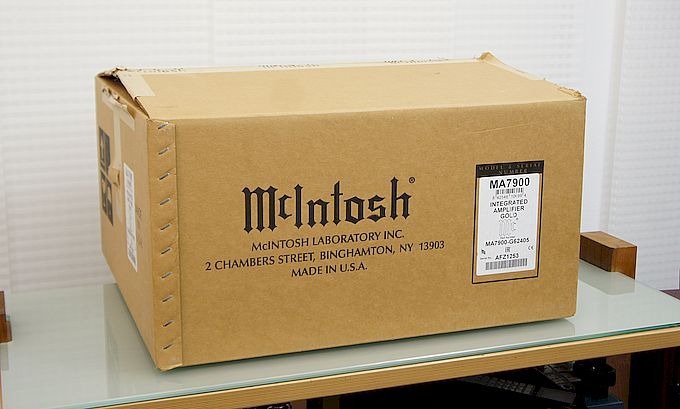 McIntosh®
McINTOSH LABORATORY INC.
2 CHAMBERS STREET, BINGHAMTON, NY 13903
MADE IN U.S.A.
MODEL & SERIAL
NUMBER
MA7900
INTEGRATED
AMPLIFIER
GOLD
MA7900-G62405
AFZ1253